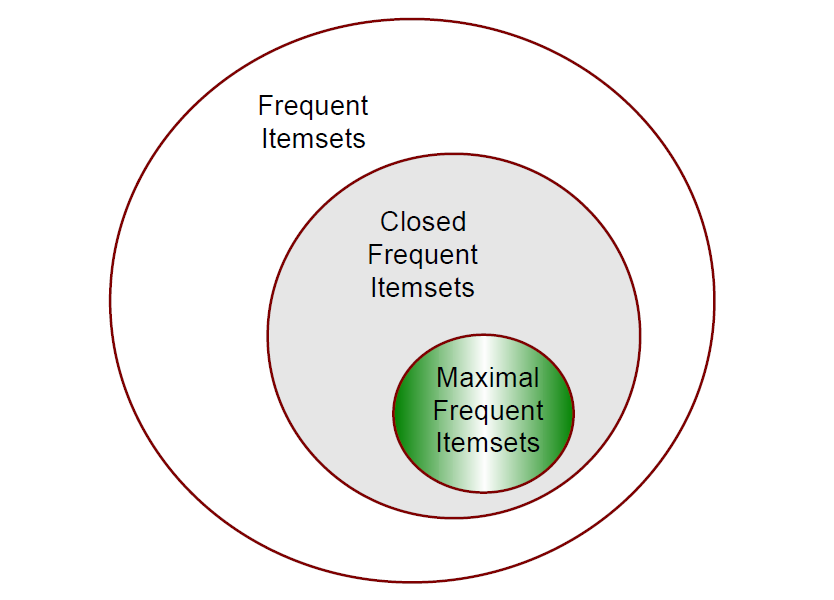 Frequent
Itemsets
Closed
Frequent
Itemsets
Maximal
Frequent
Itemsets